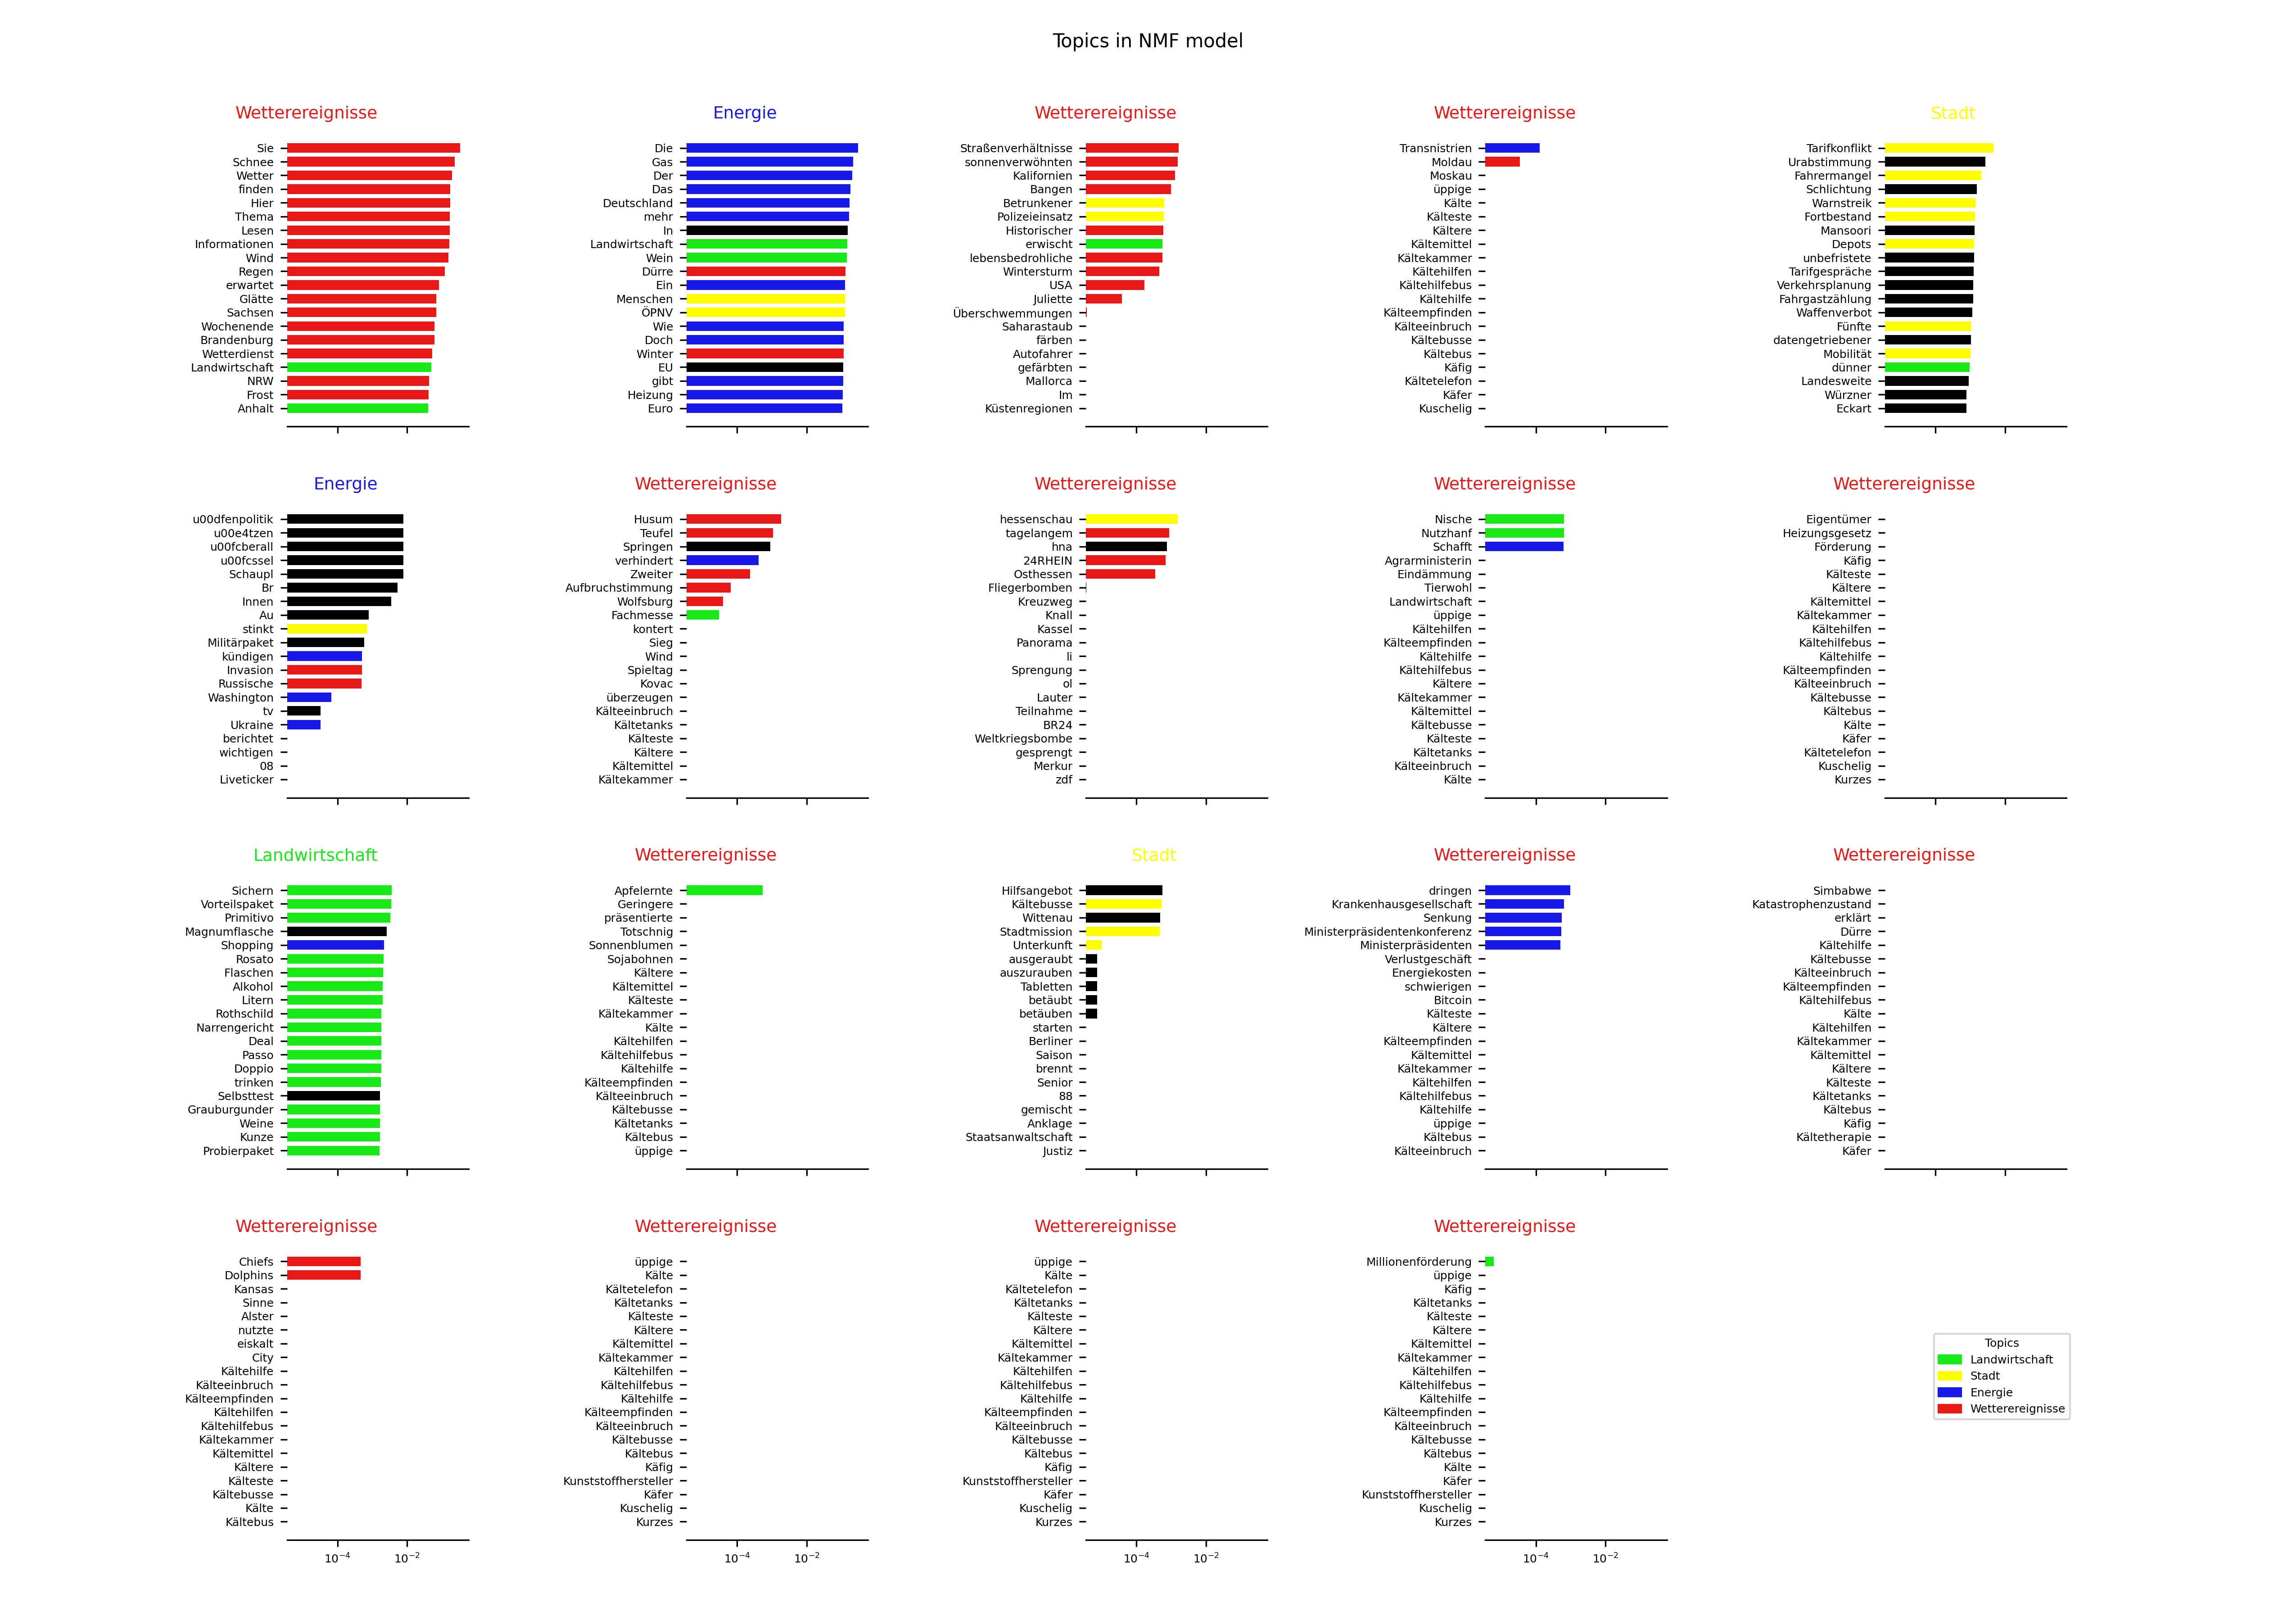 Topics in NMF model
Wetterereignisse
Sie
Schnee
Wetter
finden
Hier
Thema
Lesen
Informationen
Wind
Regen
erwartet
Glätte
Sachsen
Wochenende
Brandenburg
Wetterdienst
Landwirtschaft
NRW
Frost
Anhalt
Energie
Die
Gas
Der
Das
Deutschland
mehr
In
Landwirtschaft
Wein
Dürre
Ein
Menschen
ÖPNV
Wie
Doch
Winter
EU
gibt
Heizung
Euro
Wetterereignisse
Straßenverhältnisse
sonnenverwöhnten
Kalifornien
Bangen
Betrunkener
Polizeieinsatz
Historischer
erwischt
lebensbedrohliche
Wintersturm
USA
Juliette
Überschwemmungen
Saharastaub
färben
Autofahrer
gefärbten
Mallorca
Im
Küstenregionen
Wetterereignisse
Transnistrien
Moldau
Moskau
üppige
Kälte
Kälteste
Kältere
Kältemittel
Kältekammer
Kältehilfen
Kältehilfebus
Kältehilfe
Kälteempfinden
Kälteeinbruch
Kältebusse
Kältebus
Käfig
Kältetelefon
Käfer
Kuschelig
Stadt
Tarifkonflikt
Urabstimmung
Fahrermangel
Schlichtung
Warnstreik
Fortbestand
Mansoori
Depots
unbefristete
Tarifgespräche
Verkehrsplanung
Fahrgastzählung
Waffenverbot
Fünfte
datengetriebener
Mobilität
dünner
Landesweite
Würzner
Eckart
Energie
u00dfenpolitik
u00e4tzen
u00fcberall
u00fcssel
Schaupl
Br
Innen
Au
stinkt
Militärpaket
kündigen
Invasion
Russische
Washington
tv
Ukraine
berichtet
wichtigen
08
Liveticker
Wetterereignisse
Husum
Teufel
Springen
verhindert
Zweiter
Aufbruchstimmung
Wolfsburg
Fachmesse
kontert
Sieg
Wind
Spieltag
Kovac
überzeugen
Kälteeinbruch
Kältetanks
Kälteste
Kältere
Kältemittel
Kältekammer
Wetterereignisse
hessenschau
tagelangem
hna
24RHEIN
Osthessen
Fliegerbomben
Kreuzweg
Knall
Kassel
Panorama
li
Sprengung
ol
Lauter
Teilnahme
BR24
Weltkriegsbombe
gesprengt
Merkur
zdf
Wetterereignisse
Nische
Nutzhanf
Schafft
Agrarministerin
Eindämmung
Tierwohl
Landwirtschaft
üppige
Kältehilfen
Kälteempfinden
Kältehilfe
Kältehilfebus
Kältere
Kältekammer
Kältemittel
Kältebusse
Kälteste
Kältetanks
Kälteeinbruch
Kälte
Wetterereignisse
Eigentümer
Heizungsgesetz
Förderung
Käfig
Kälteste
Kältere
Kältemittel
Kältekammer
Kältehilfen
Kältehilfebus
Kältehilfe
Kälteempfinden
Kälteeinbruch
Kältebusse
Kältebus
Kälte
Käfer
Kältetelefon
Kuschelig
Kurzes
Landwirtschaft
Sichern
Vorteilspaket
Primitivo
Magnumflasche
Shopping
Rosato
Flaschen
Alkohol
Litern
Rothschild
Narrengericht
Deal
Passo
Doppio
trinken
Selbsttest
Grauburgunder
Weine
Kunze
Probierpaket
Wetterereignisse
Apfelernte
Geringere
präsentierte
Totschnig
Sonnenblumen
Sojabohnen
Kältere
Kältemittel
Kälteste
Kältekammer
Kälte
Kältehilfen
Kältehilfebus
Kältehilfe
Kälteempfinden
Kälteeinbruch
Kältebusse
Kältetanks
Kältebus
üppige
Stadt
Hilfsangebot
Kältebusse
Wittenau
Stadtmission
Unterkunft
ausgeraubt
auszurauben
Tabletten
betäubt
betäuben
starten
Berliner
Saison
brennt
Senior
88
gemischt
Anklage
Staatsanwaltschaft
Justiz
Wetterereignisse
dringen
Krankenhausgesellschaft
Senkung
Ministerpräsidentenkonferenz
Ministerpräsidenten
Verlustgeschäft
Energiekosten
schwierigen
Bitcoin
Kälteste
Kältere
Kälteempfinden
Kältemittel
Kältekammer
Kältehilfen
Kältehilfebus
Kältehilfe
üppige
Kältebus
Kälteeinbruch
Wetterereignisse
Simbabwe
Katastrophenzustand
erklärt
Dürre
Kältehilfe
Kältebusse
Kälteeinbruch
Kälteempfinden
Kältehilfebus
Kälte
Kältehilfen
Kältekammer
Kältemittel
Kältere
Kälteste
Kältetanks
Kältebus
Käfig
Kältetherapie
Käfer
Wetterereignisse
Chiefs
Dolphins
Kansas
Sinne
Alster
nutzte
eiskalt
City
Kältehilfe
Kälteeinbruch
Kälteempfinden
Kältehilfen
Kältehilfebus
Kältekammer
Kältemittel
Kältere
Kälteste
Kältebusse
Kälte
Kältebus
10⁻⁴ 10⁻²
Wetterereignisse
üppige
Kälte
Kältetelefon
Kältetanks
Kälteste
Kältere
Kältemittel
Kältekammer
Kältehilfen
Kältehilfebus
Kältehilfe
Kälteempfinden
Kälteeinbruch
Kältebusse
Kältebus
Käfig
Kunststoffhersteller
Käfer
Kuschelig
Kurzes
10⁻⁴ 10⁻²
Wetterereignisse
üppige
Kälte
Kältetelefon
Kältetanks
Kälteste
Kältere
Kältemittel
Kältekammer
Kältehilfen
Kältehilfebus
Kältehilfe
Kälteempfinden
Kälteeinbruch
Kältebusse
Kältebus
Käfig
Kunststoffhersteller
Käfer
Kuschelig
Kurzes
10⁻⁴ 10⁻²
Wetterereignisse
Millionenförderung
üppige
Käfig
Kältetanks
Kälteste
Kältere
Kältemittel
Kältekammer
Kältehilfen
Kältehilfebus
Kältehilfe
Kälteempfinden
Kälteeinbruch
Kältebusse
Kältebus
Kälte
Käfer
Kunststoffhersteller
Kuschelig
Kurzes
10⁻⁴ 10⁻²
Topics
Landwirtschaft
Stadt
Energie
Wetterereignisse